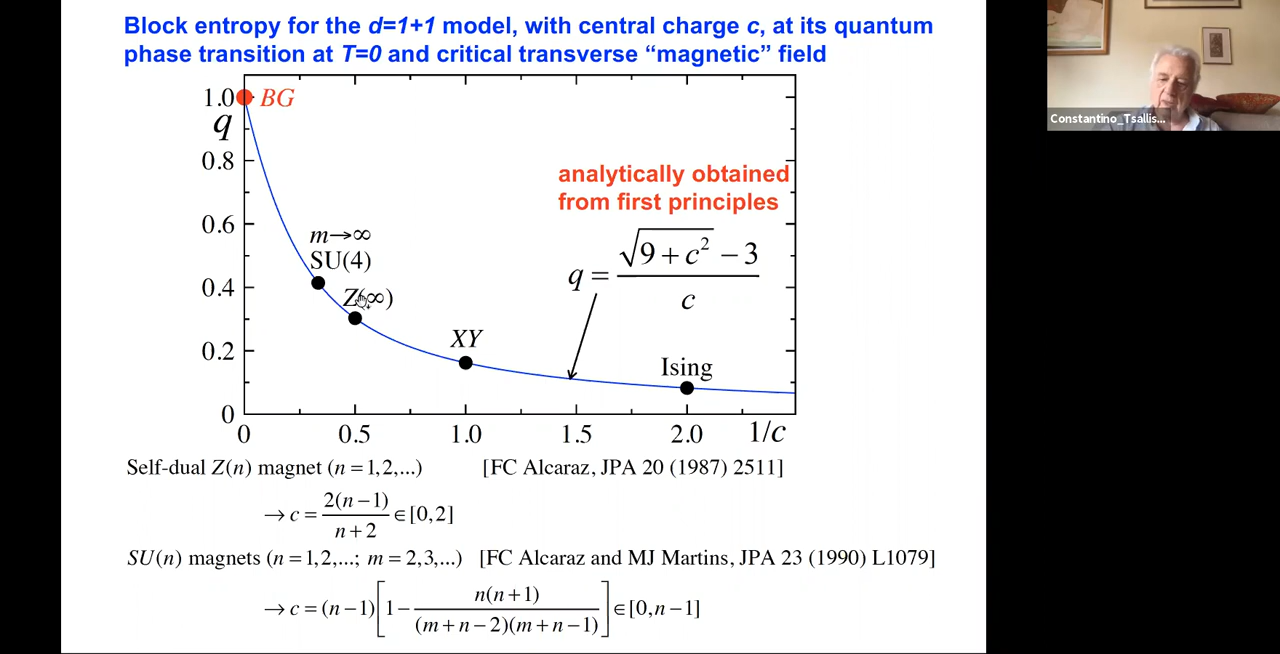 Block entropy for the d=1+1 model, with central charge c, at its quantum
phase transition at T=0 and critical transverse “magnetic” field
Constantino_Tsallis...
1.0
BG
q
0.8
0.6
0.4
0.2
0
analytically obtained
from first principles
m→∞
SU(4)
Z(∞)
q = (√(9 + c²) − 3) / c
XY
Ising
0 0.5 1.0 1.5 2.0 1/c
Self-dual Z(n) magnet (n = 1,2,...) [FC Alcaraz, JPA 20 (1987) 2511]
→ c = 2(n−1) / (n+2) ∈ [0,2]
SU(n) magnets (n = 1,2,...; m = 2,3,...) [FC Alcaraz and MJ Martins, JPA 23 (1990) L1079]
→ c = (n−1)[1 − n(n+1) / ((m+n−2)(m+n−1))] ∈ [0,n−1]